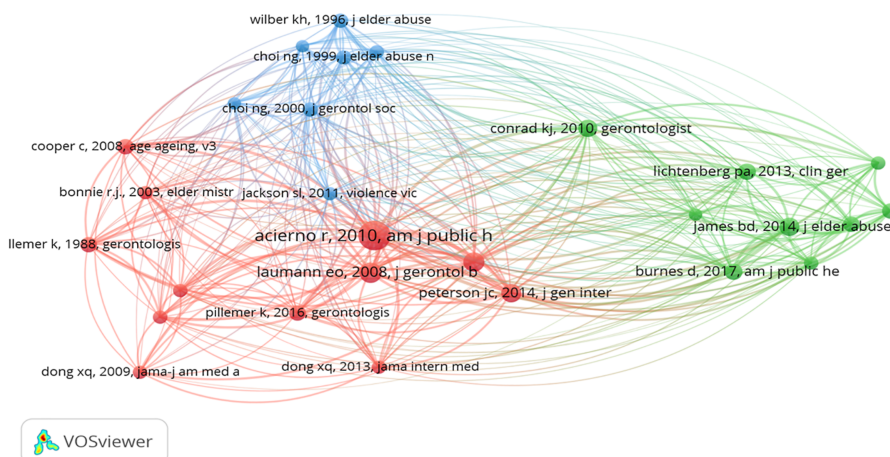 wilber kh, 1996, j elder abuse
choi ng, 1999, j elder abuse n
choi ng, 2000, j gerontol soc
conrad kj, 2010, gerontologist
cooper c, 2008, age ageing, v3
lichtenberg pa, 2013, clin ger
bonnie r.j., 2003, elder mistr
jackson sl, 2011, violence vic
james bd, 2014, j elder abuse
acierno r, 2010, am j public h
llemer k, 1988, gerontologis
laumann eo, 2008, j gerontol b
burnes d, 2017, am j public he
peterson jc, 2014, j gen inter
pillemer k, 2016, gerontologis
dong xq, 2013, jama intern med
dong xq, 2009, jama-j am med a
VOSviewer